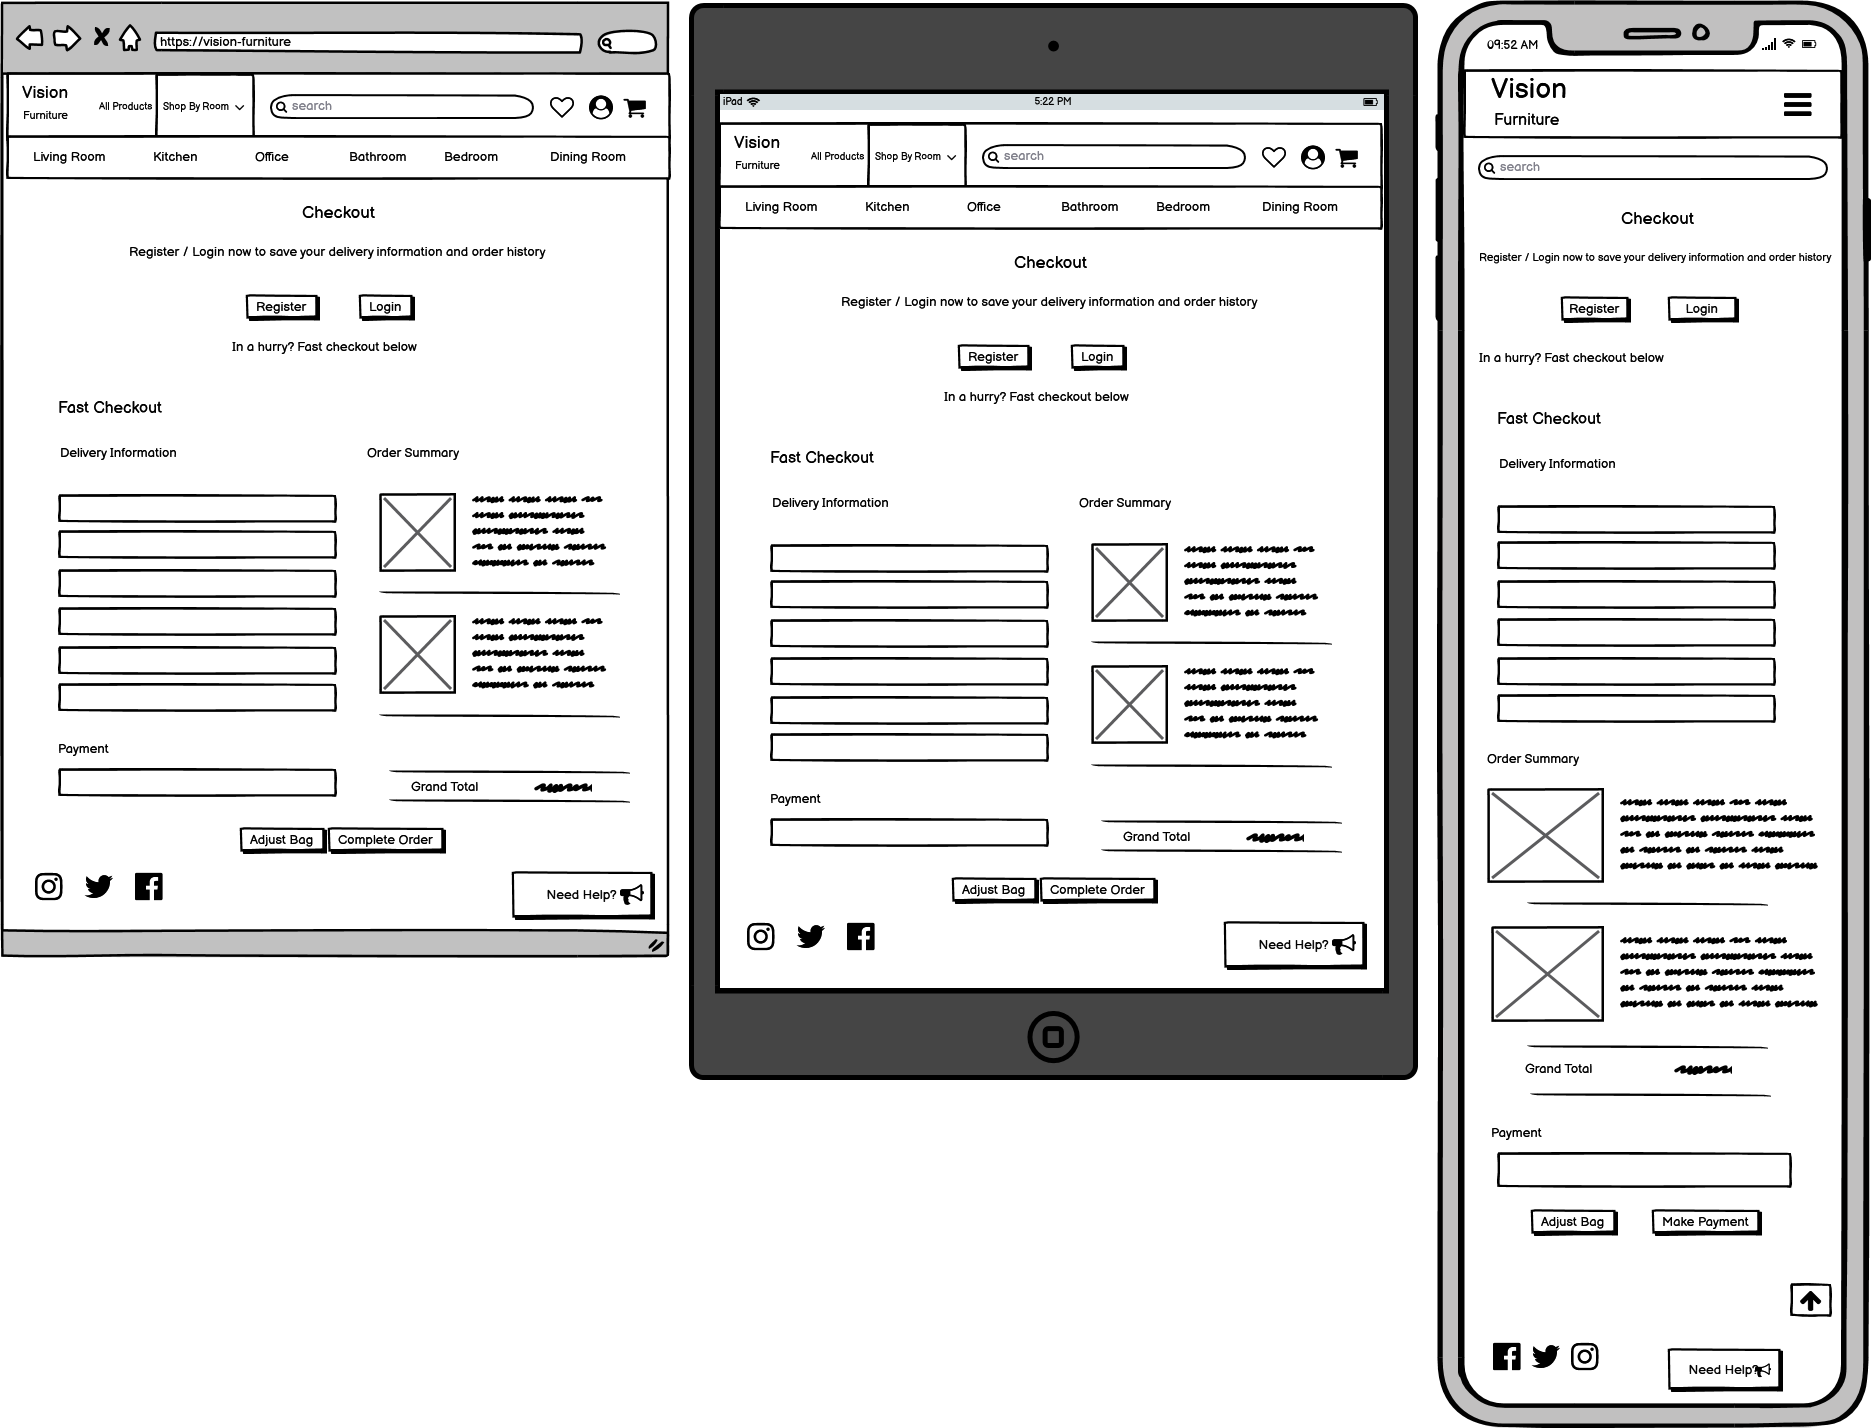 https://vision-furniture
Vision
Furniture
All Products
Shop By Room
search
Living Room Kitchen Office Bathroom Bedroom Dining Room
Checkout
Register / Login now to save your delivery information and order history
Register Login
In a hurry? Fast checkout below
Fast Checkout
Delivery Information Order Summary
Payment
Grand Total
Adjust Bag Complete Order
Need Help?
iPad 5:22 PM
Vision
Furniture
All Products
Shop By Room
search
Living Room Kitchen Office Bathroom Bedroom Dining Room
Checkout
Register / Login now to save your delivery information and order history
Register Login
In a hurry? Fast checkout below
Fast Checkout
Delivery Information Order Summary
Payment
Grand Total
Adjust Bag Complete Order
Need Help?
09:52 AM
Vision
Furniture
search
Checkout
Register / Login now to save your delivery information and order history
Register Login
In a hurry? Fast checkout below
Fast Checkout
Delivery Information
Order Summary
Grand Total
Payment
Adjust Bag Make Payment
Need Help?